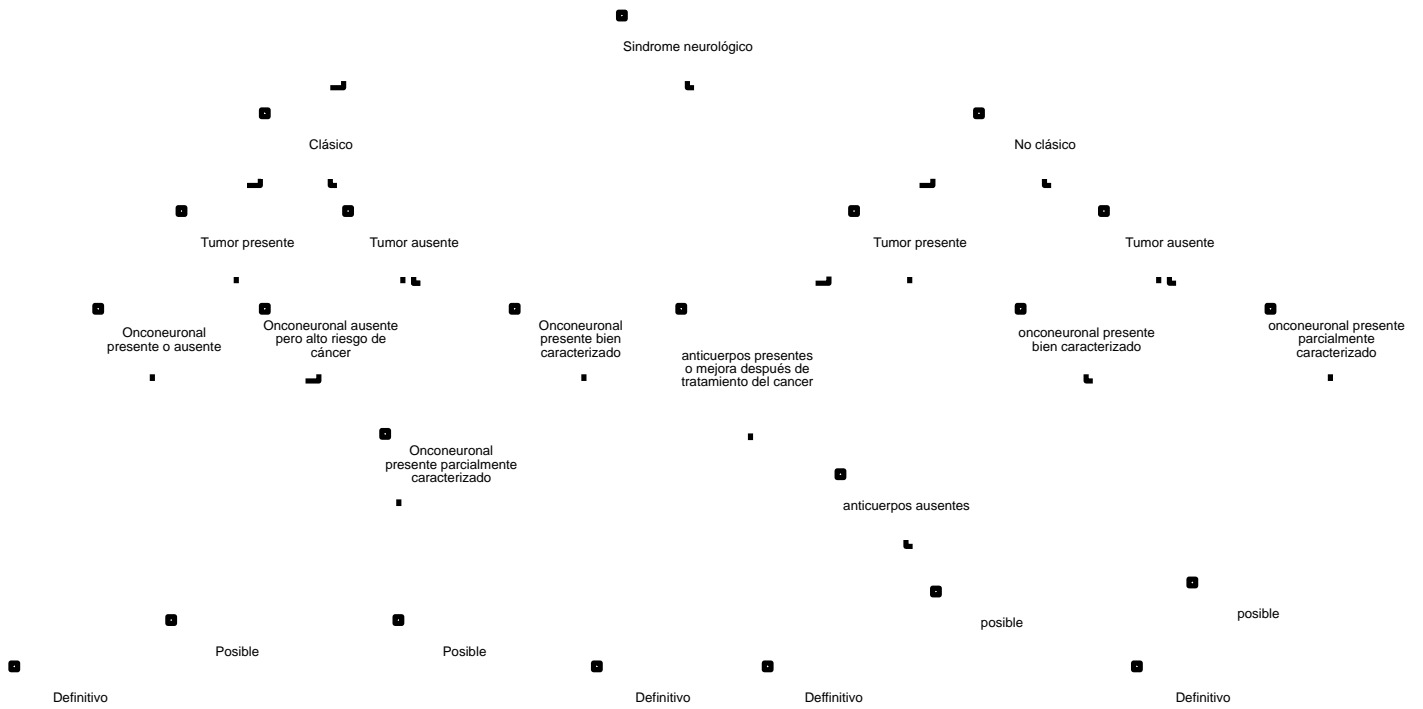 Sindrome neurológico
Clásico
No clásico
Tumor presente
Tumor ausente
Tumor presente
Tumor ausente
Onconeuronal
presente o ausente
Onconeuronal ausente
pero alto riesgo de
cáncer
Onconeuronal
presente bien
caracterizado
anticuerpos presentes
o mejora después de
tratamiento del cancer
onconeuronal presente
bien caracterizado
onconeuronal presente
parcialmente
caracterizado
Onconeuronal
presente parcialmente
caracterizado
anticuerpos ausentes
posible
posible
Posible
Posible
Definitivo
Definitivo
Deffinitivo
Definitivo